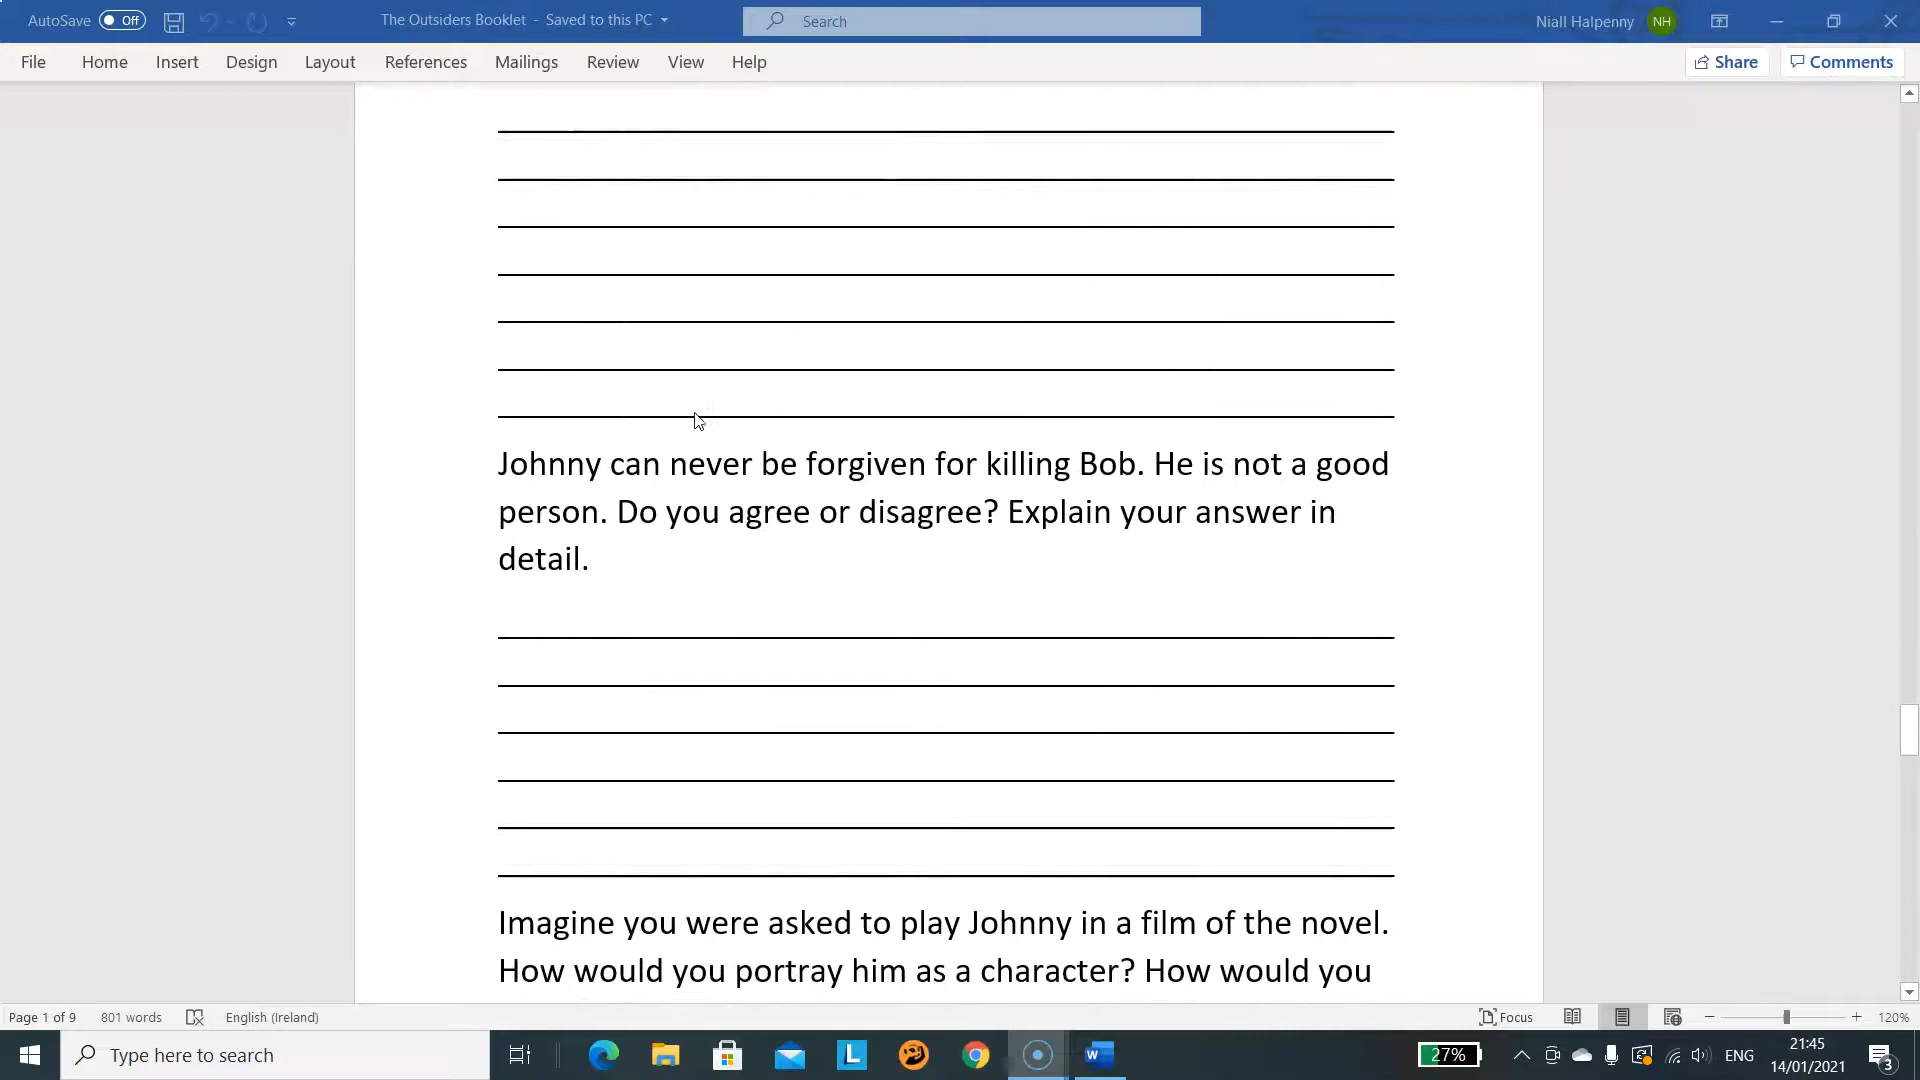 AutoSave Off The Outsiders Booklet - Saved to this PC Search Niall Halpenny NH
File Home Insert Design Layout References Mailings Review View Help Share Comments
Johnny can never be forgiven for killing Bob. He is not a good
person. Do you agree or disagree? Explain your answer in
detail.
Imagine you were asked to play Johnny in a film of the novel.
How would you portray him as a character? How would you
Page 1 of 9 801 words English (Ireland) Focus 120%
Type here to search L 27% ENG 21:45
14/01/2021 3